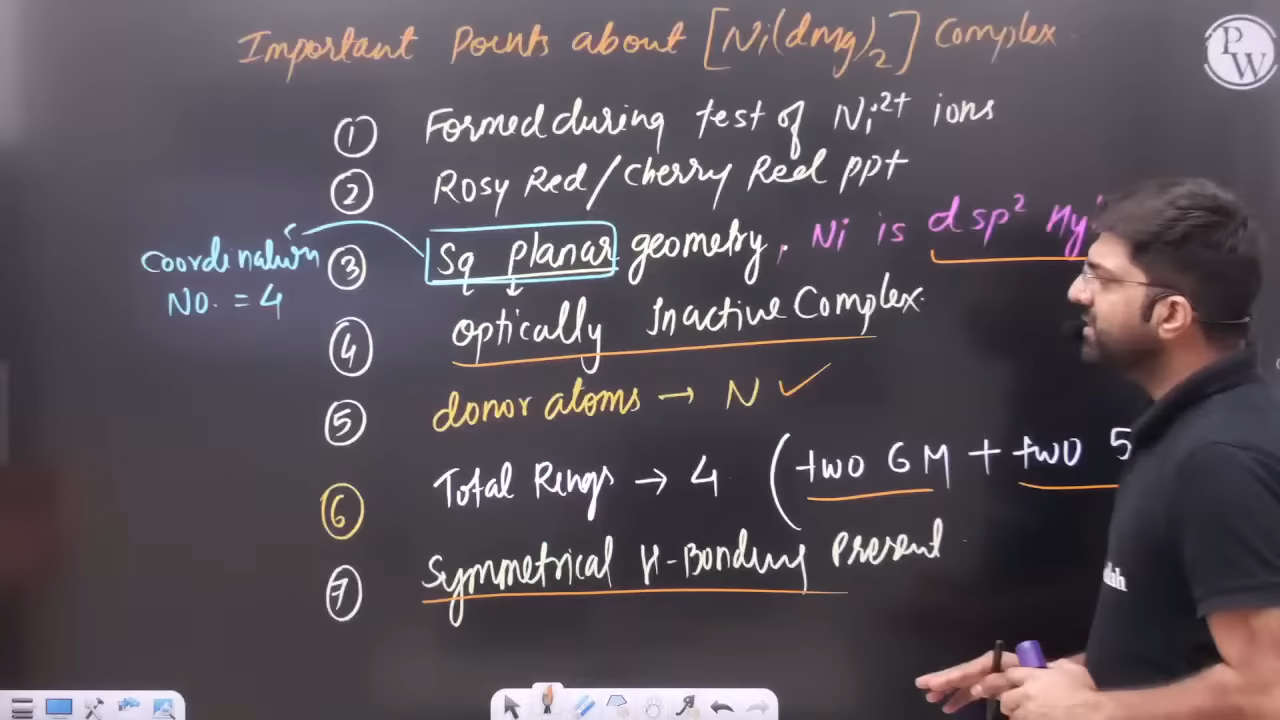 Important Points about [Ni(dmg)₂] Complex
PW
① Formed during test of Ni²⁺ ions
② Rosy Red/Cherry Red ppt
③ Sq planar geometry, Ni is dsp² Hy
Coordination
No. = 4
④ optically Inactive Complex.
⑤ donor atoms → N ✓
⑥ Total Rings → 4 (two 6M + two 5
⑦ Symmetrical H-Bonding Present